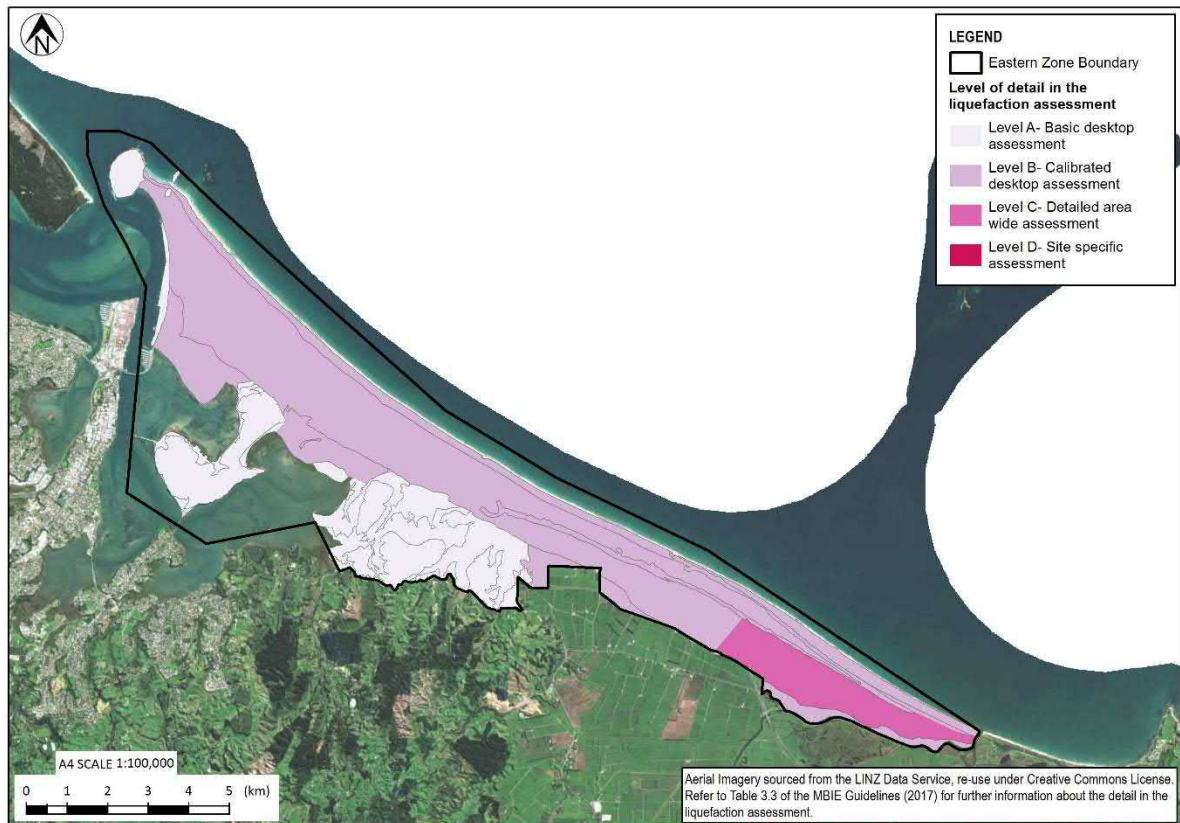 N
LEGEND
Eastern Zone Boundary
Level of detail in the
liquefaction assessment
Level A- Basic desktop
assessment
Level B- Calibrated
desktop assessment
Level C- Detailed area
wide assessment
Level D- Site specific
assessment
A4 SCALE 1:100,000
0 1 2 3 4 5 (km)
Aerial Imagery sourced from the LINZ Data Service, re-use under Creative Commons License.
Refer to Table 3.3 of the MBIE Guidelines (2017) for further information about the detail in the
liquefaction assessment.